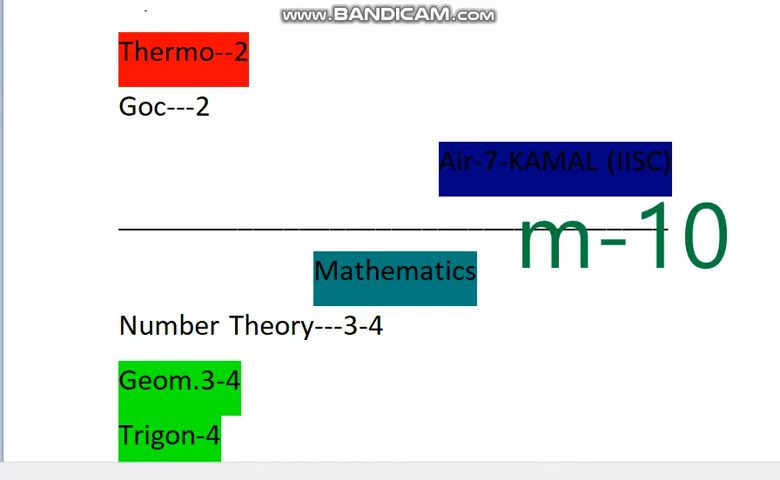 www.BANDICAM.com
Thermo--2
Goc---2
Air-7-KAMAL (IISC)
m-10
Mathematics
Number Theory---3-4
Geom.3-4
Trigon-4